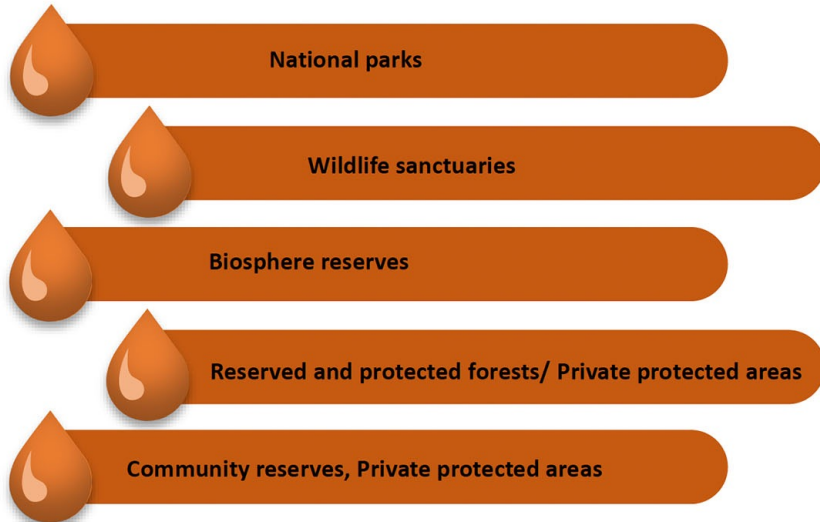 National parks
Wildlife sanctuaries
Biosphere reserves
Reserved and protected forests/ Private protected areas
Community reserves, Private protected areas